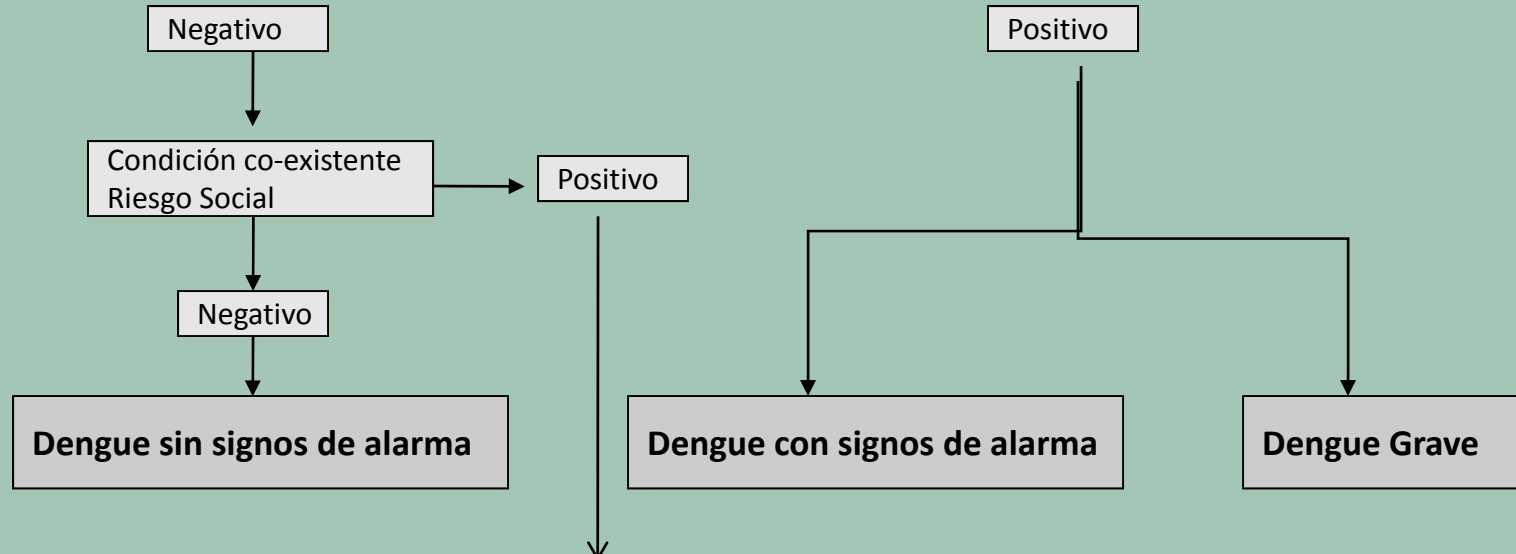 Negativo
Positivo
Condición co-existente
Riesgo Social
Positivo
Negativo
Dengue sin signos de alarma
Dengue con signos de alarma
Dengue Grave